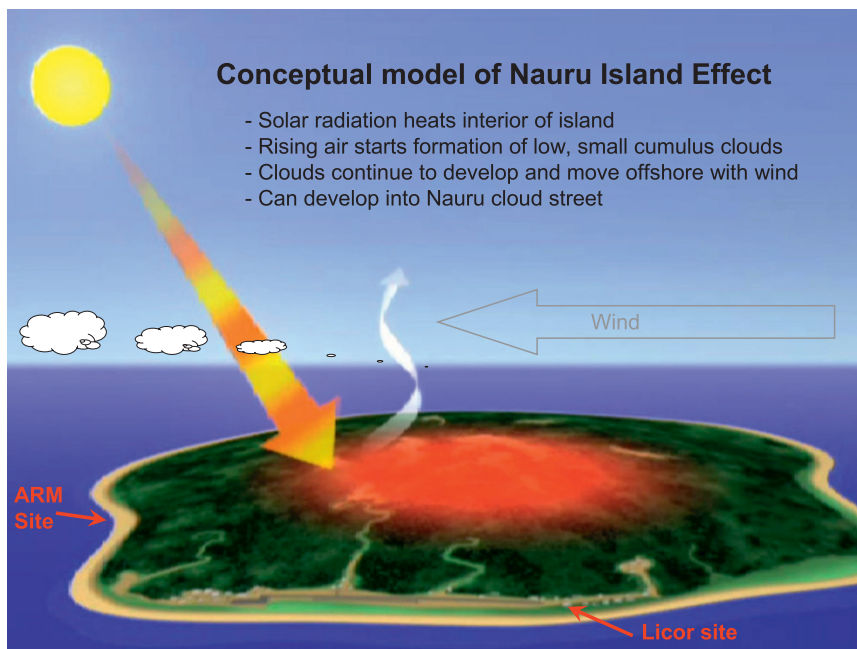 Conceptual model of Nauru Island Effect
- Solar radiation heats interior of island
- Rising air starts formation of low, small cumulus clouds
- Clouds continue to develop and move offshore with wind
- Can develop into Nauru cloud street
Wind
ARM
Site
Licor site